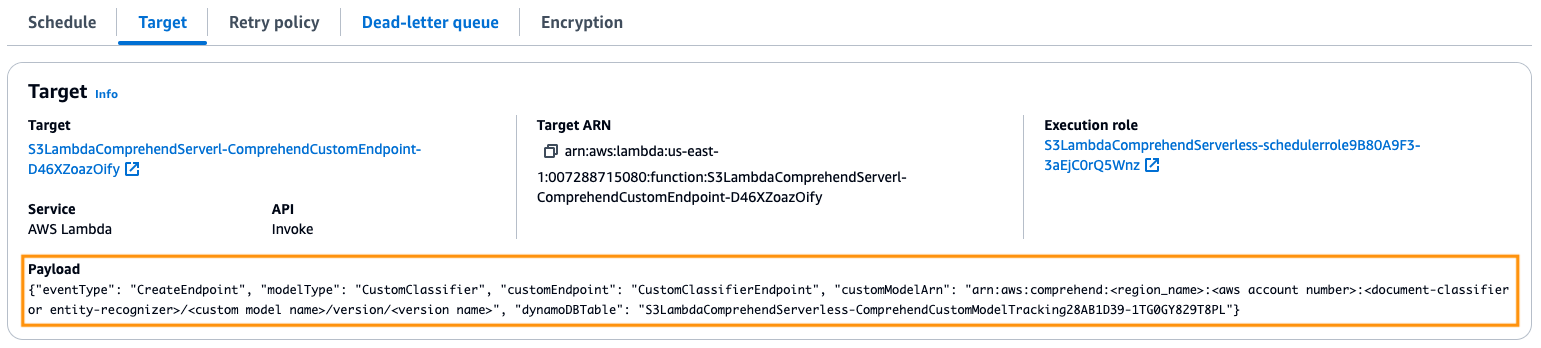 Schedule
Target
Retry policy
Dead-letter queue
Encryption
Target Info
Target
S3LambdaComprehendServerl-ComprehendCustomEndpoint-
D46XZoazOify
Service
AWS Lambda
API
Invoke
Target ARN
arn:aws:lambda:us-east-
1:007288715080:function:S3LambdaComprehendServerl-
ComprehendCustomEndpoint-D46XZoazOify
Execution role
S3LambdaComprehendServerless-schedulerrole9B80A9F3-
3aEjC0rQ5Wnz
Payload
{"eventType": "CreateEndpoint", "modelType": "CustomClassifier", "customEndpoint": "CustomClassifierEndpoint", "customModelArn": "arn:aws:comprehend:<region_name>:<aws account number>:<document-classifier
or entity-recognizer>/<custom model name>/version/<version name>", "dynamoDBTable": "S3LambdaComprehendServerless-ComprehendCustomModelTracking28AB1D39-1TG0GY8Z9T8PL"}